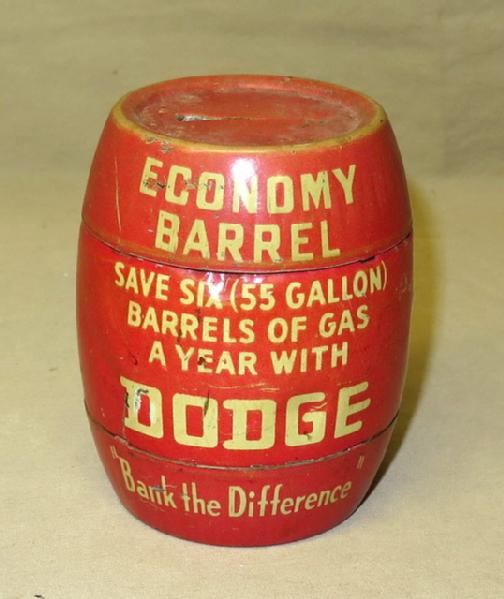 ECONOMY
BARREL
SAVE SIX (55 GALLON)
BARRELS OF GAS
A YEAR WITH
DODGE
"Bank the Difference"